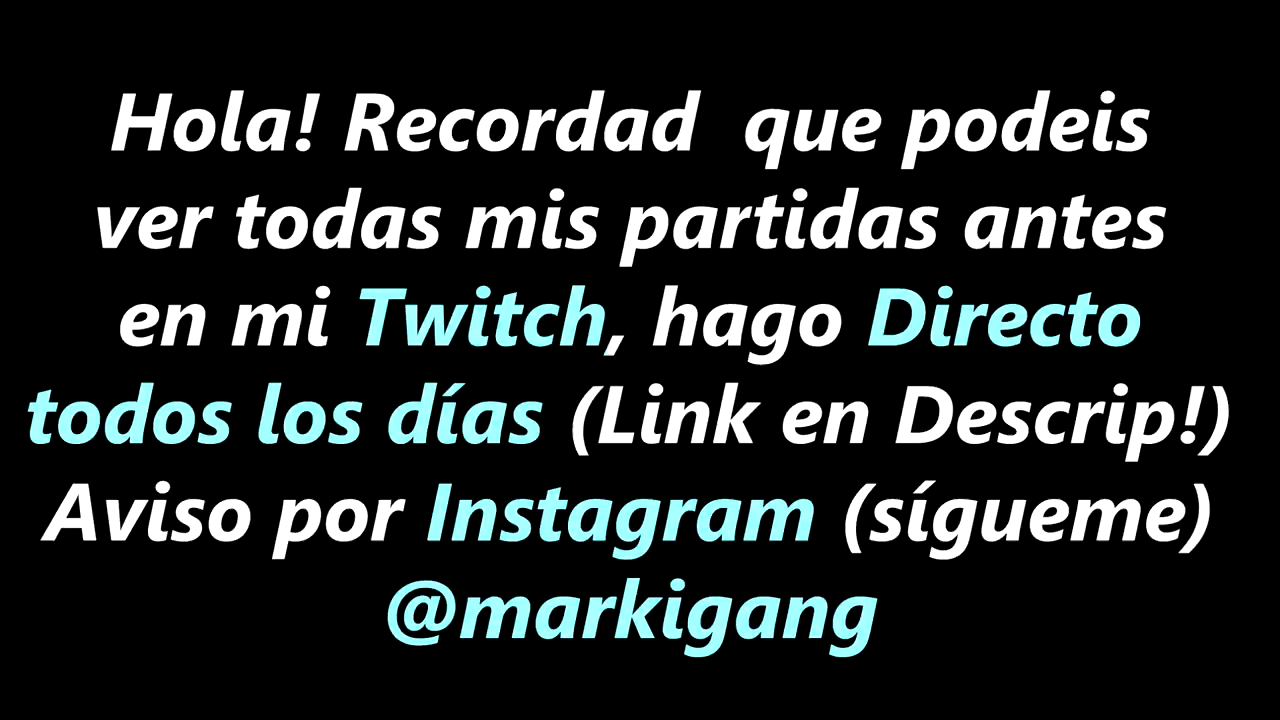 Hola! Recordad  que podeis
ver todas mis partidas antes
en mi Twitch, hago Directo
todos los días (Link en Descrip!)
Aviso por Instagram (sígueme)
@markigang